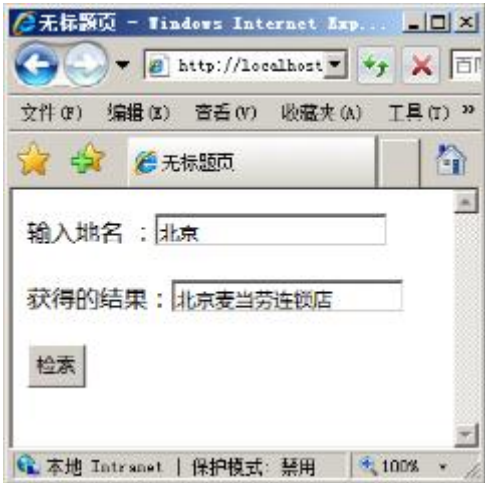 无标题页 - Windows Internet Exp...
http://localhost
文件(F) 编辑(E) 查看(V) 收藏夹(A) 工具(T) »
无标题页
输入地名 ：北京
获得的结果：北京麦当劳连锁店
检索
本地 Intranet | 保护模式: 禁用 100%